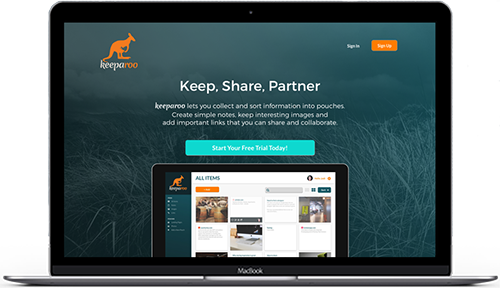 keeparoo
Sign in
Sign Up
Keep, Share, Partner
keeparoo lets you collect and sort information into pouches.
Create simple notes, keep interesting images and
add important links that you can share and collaborate.
Start Your Free Trial Today!
keeparoo
ALL ITEMS
MacBook